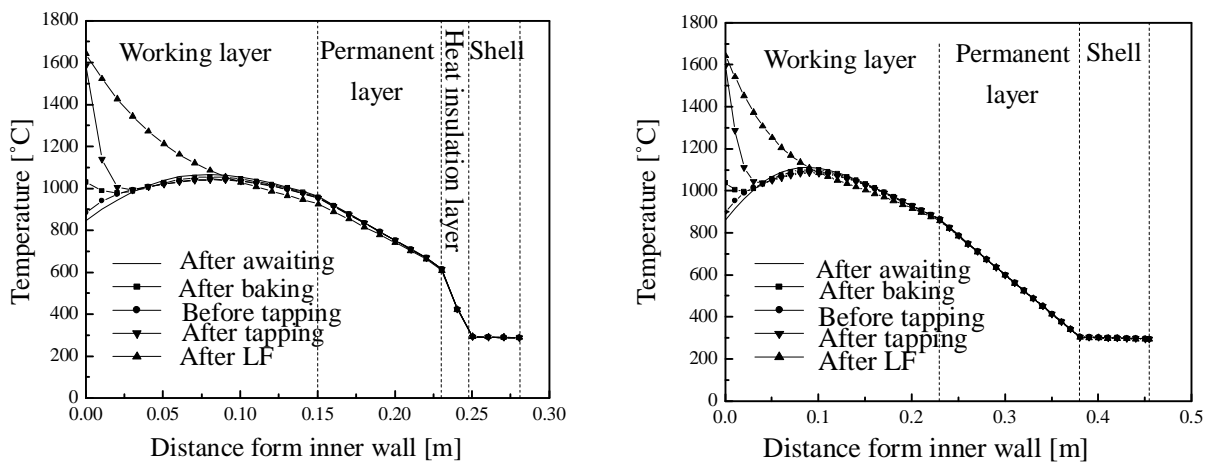 1800
1600
1400
1200
1000
800
600
400
200
0
Temperature [°C]
Working layer
Permanent
layer
Heat insulation
layer
Shell
After awaiting
After baking
Before tapping
After tapping
After LF
0.00
0.05
0.10
0.15
0.20
0.25
0.30
Distance form inner wall [m]
1800
1600
1400
1200
1000
800
600
400
200
0
Temperature [°C]
Working layer
Permanent
layer
Shell
After awaiting
After baking
Before tapping
After tapping
After LF
0.0
0.1
0.2
0.3
0.4
0.5
Distance form inner wall [m]